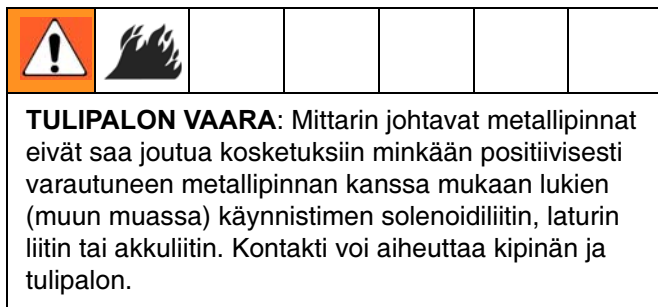 TULIPALON VAARA: Mittarin johtavat metallipinnat
eivät saa joutua kosketuksiin minkään positiivisesti
varautuneen metallipinnan kanssa mukaan lukien
(muun muassa) käynnistimen solenoidiliitin, laturin
liitin tai akkuliitin. Kontakti voi aiheuttaa kipinän ja
tulipalon.